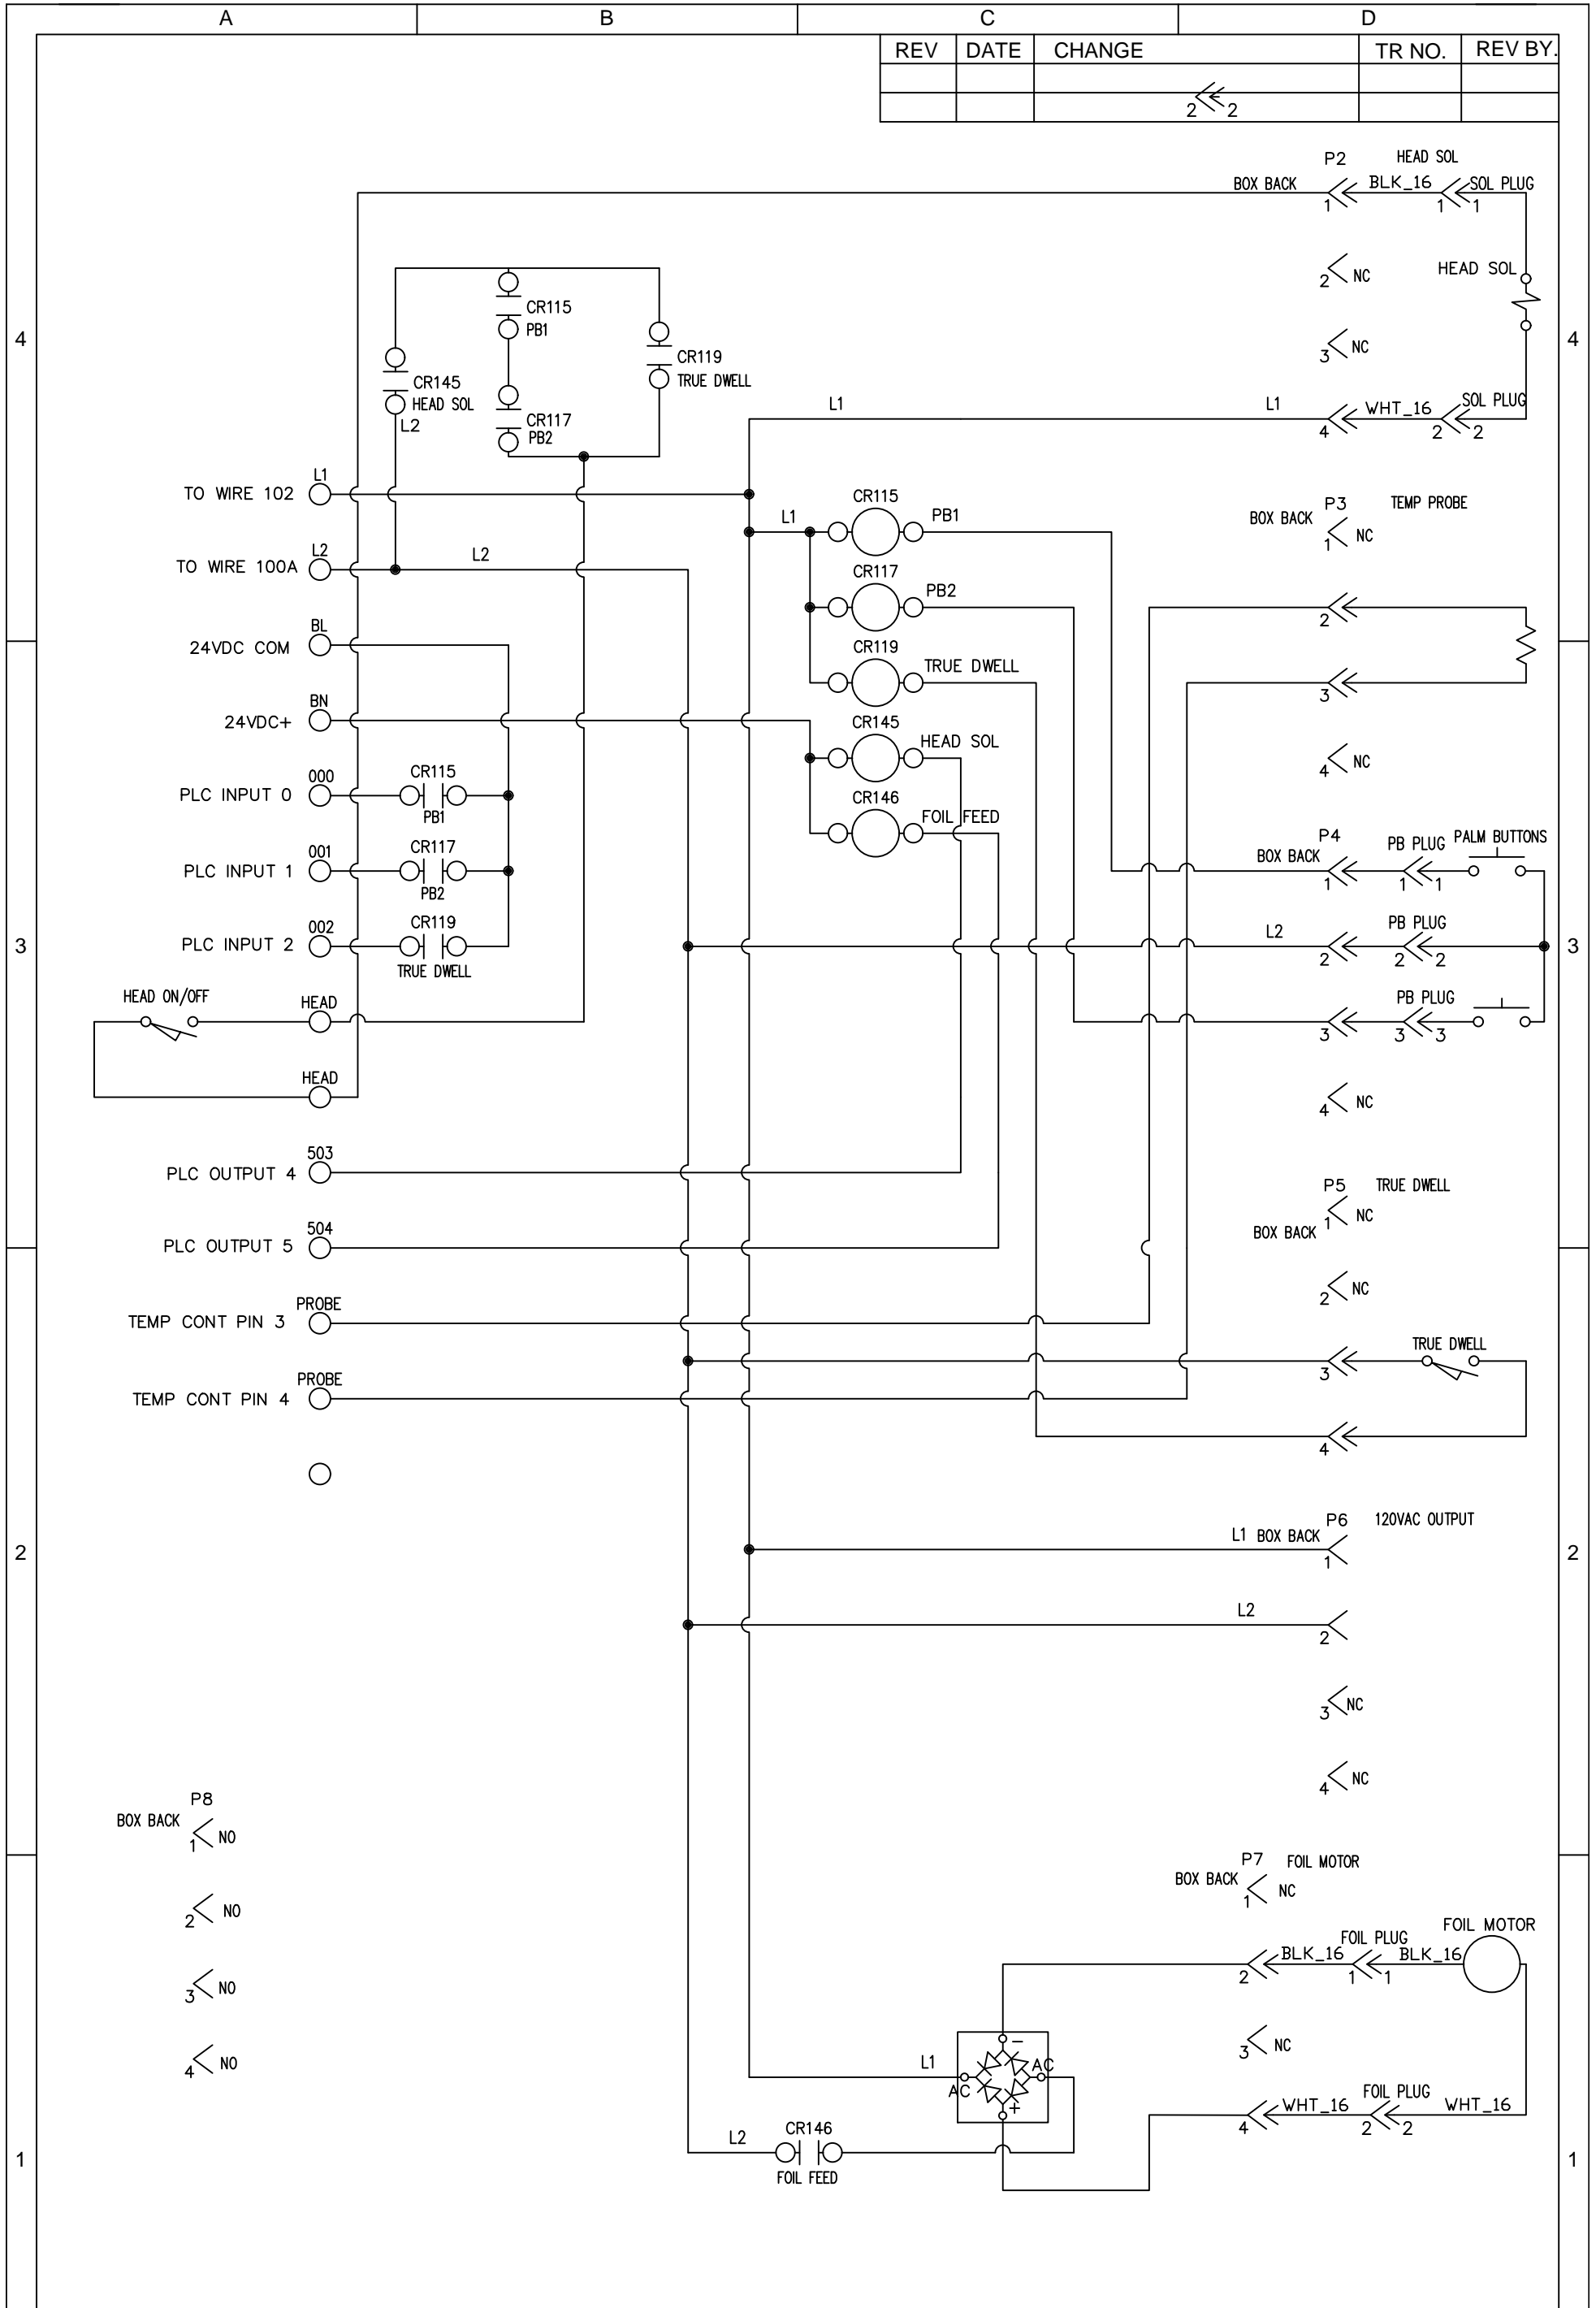 A B C D
REV DATE CHANGE TR NO. REV BY.
2 2
P2 HEAD SOL
BOX BACK BLK_16 SOL PLUG
1 1 1
2 NC
HEAD SOL
3 NC
L1 L1 WHT_16 SOL PLUG
4 2 2
CR115
PB1
CR119
TRUE DWELL
CR145
HEAD SOL
L2
CR117
PB2
4 4
TO WIRE 102 L1
TO WIRE 100A L2
L2
24VDC COM BL
24VDC+ BN
PLC INPUT 0 000
CR115
PB1
PLC INPUT 1 001
CR117
PB2
PLC INPUT 2 002
CR119
TRUE DWELL
L1
CR115
PB1
CR117
PB2
CR119
TRUE DWELL
CR145
HEAD SOL
CR146
FOIL FEED
P3 TEMP PROBE
BOX BACK
1 NC
2
3
4 NC
P4 PB PLUG PALM BUTTONS
BOX BACK
1 1 1
L2 PB PLUG
2 2 2
PB PLUG
3 3 3
4 NC
3 3
HEAD ON/OFF HEAD
HEAD
PLC OUTPUT 4 503
PLC OUTPUT 5 504
TEMP CONT PIN 3 PROBE
TEMP CONT PIN 4 PROBE
P5 TRUE DWELL
1 NC
BOX BACK
2 NC
TRUE DWELL
3
4
P6 120VAC OUTPUT
L1 BOX BACK
1
L2
2
3 NC
4 NC
2 2
P8
BOX BACK
1 NO
2 NO
3 NO
4 NO
P7 FOIL MOTOR
BOX BACK
1 NC
FOIL PLUG FOIL MOTOR
BLK_16 BLK_16
2 1 1
3 NC
FOIL PLUG
WHT_16 WHT_16
4 2 2
−
L1 AC
AC
+
L2 CR146
FOIL FEED
1 1